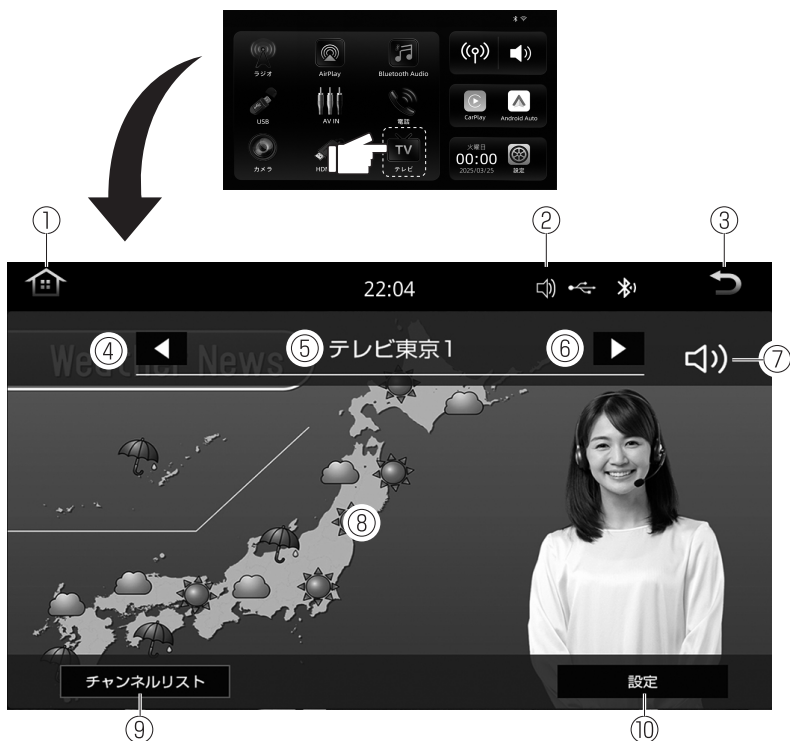 ラジオ
AirPlay
Bluetooth Audio
USB
AV IN
電話
カメラ
HD
TV
テレビ
CarPlay
Android Auto
火曜日
00:00
2025/03/25
設定
① ② ③
22:04
Weather News
④ ⑤ テレビ東京1 ⑥ ⑦
⑧
チャンネルリスト
設定
⑨ ⑩